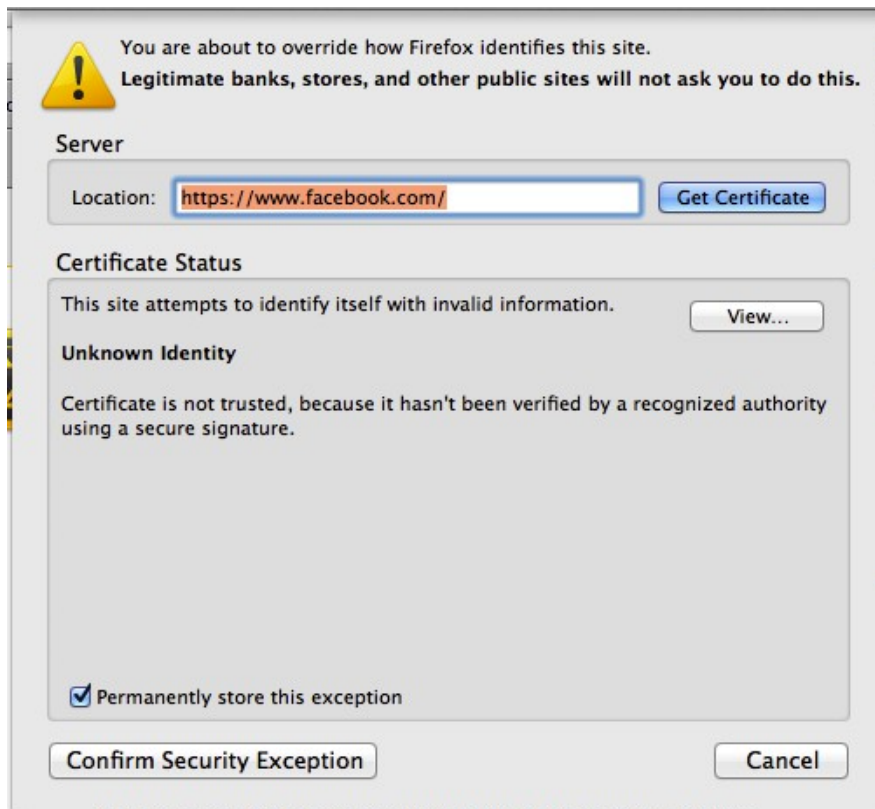 You are about to override how Firefox identifies this site.
Legitimate banks, stores, and other public sites will not ask you to do this.
Server
Location: https://www.facebook.com/ Get Certificate
Certificate Status
This site attempts to identify itself with invalid information.
View...
Unknown Identity
Certificate is not trusted, because it hasn't been verified by a recognized authority
using a secure signature.
Permanently store this exception
Confirm Security Exception Cancel